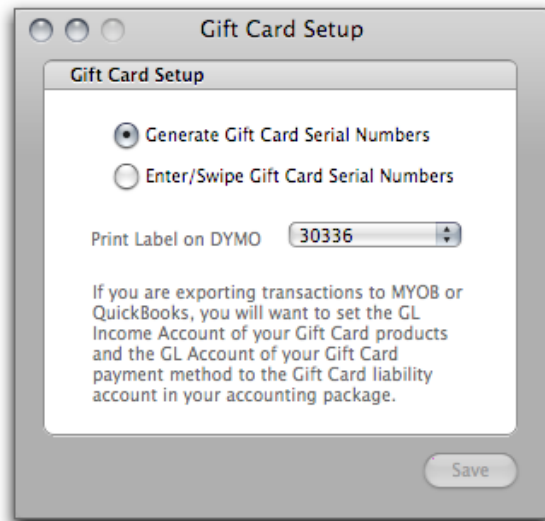 Gift Card Setup
Gift Card Setup
Generate Gift Card Serial Numbers
Enter/Swipe Gift Card Serial Numbers
Print Label on DYMO 30336
If you are exporting transactions to MYOB or
QuickBooks, you will want to set the GL
Income Account of your Gift Card products
and the GL Account of your Gift Card
payment method to the Gift Card liability
account in your accounting package.
Save